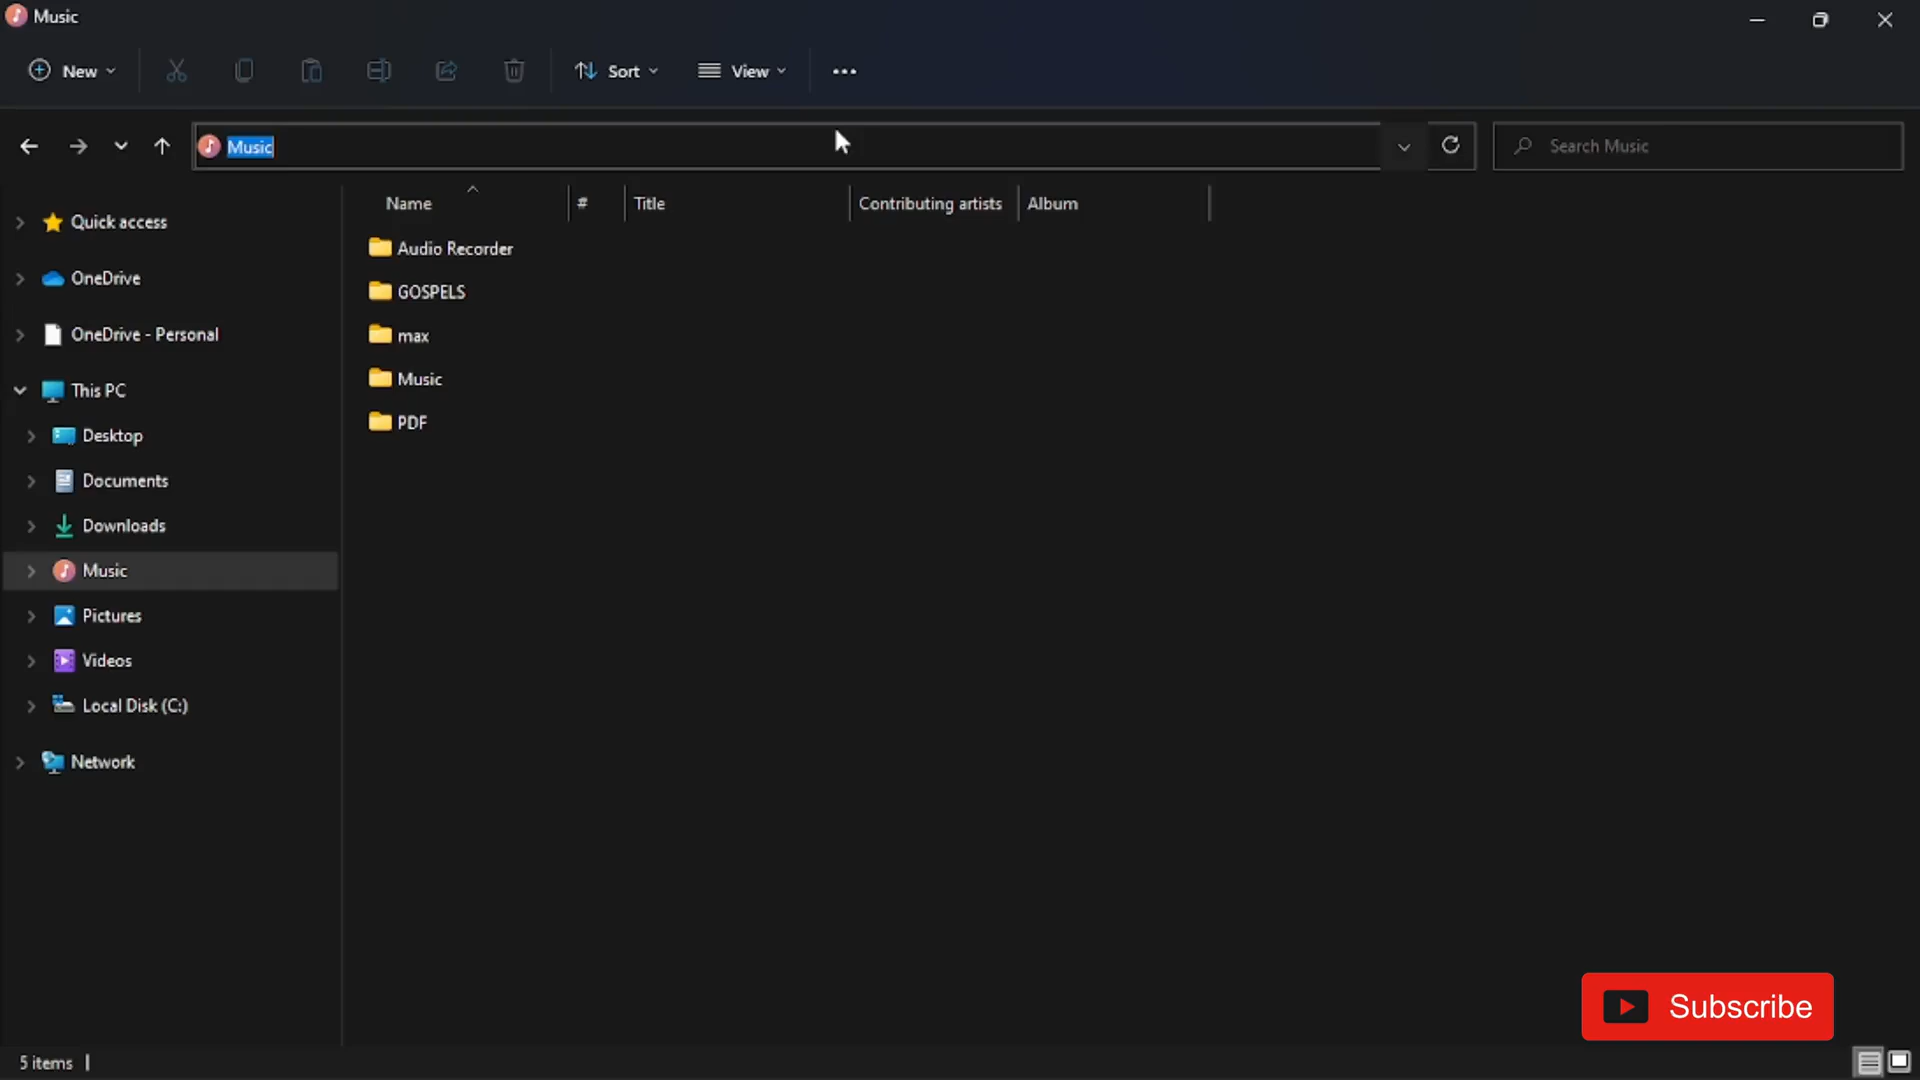 Music
New
Sort
View
Music
Search Music
Name
#
Title
Contributing artists
Album
Quick access
OneDrive
OneDrive - Personal
This PC
Desktop
Documents
Downloads
Music
Pictures
Videos
Local Disk (C:)
Network
Audio Recorder
GOSPELS
max
Music
PDF
Subscribe
5 items